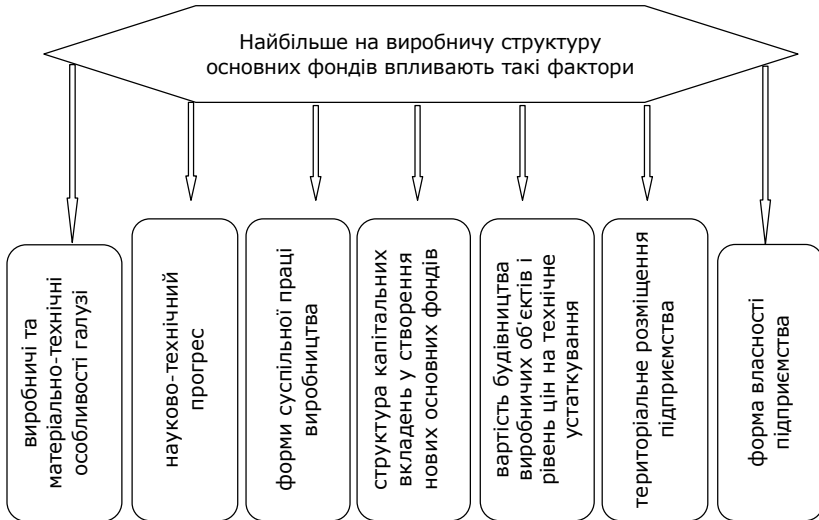 Найбільше на виробничу структуру
основних фондів впливають такі фактори
виробничі та
матеріально-технічні
особливості галузі
науково-технічний
прогрес
форми суспільної праці
виробництва
структура капітальних
вкладень у створення
нових основних фондів
вартість будівництва
виробничих об'єктів і
рівень цін на технічне
устаткування
територіальне розміщення
підприємства
форма власності
підприємства